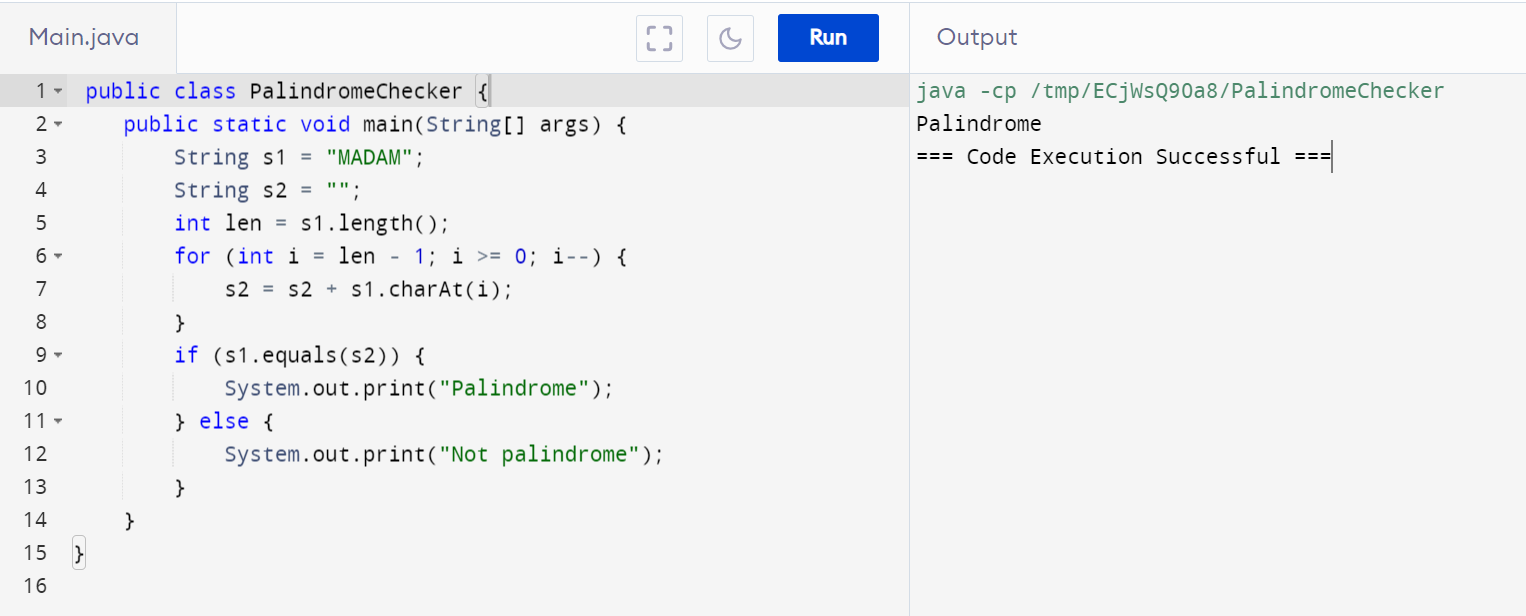 Main.java
Run
Output
1 public class PalindromeChecker {
2 public static void main(String[] args) {
3 String s1 = "MADAM";
4 String s2 = "";
5 int len = s1.length();
6 for (int i = len - 1; i >= 0; i--) {
7 s2 = s2 + s1.charAt(i);
8 }
9 if (s1.equals(s2)) {
10 System.out.print("Palindrome");
11 } else {
12 System.out.print("Not palindrome");
13 }
14 }
15 }
16
java -cp /tmp/ECjWsQ9Oa8/PalindromeChecker
Palindrome
=== Code Execution Successful ===